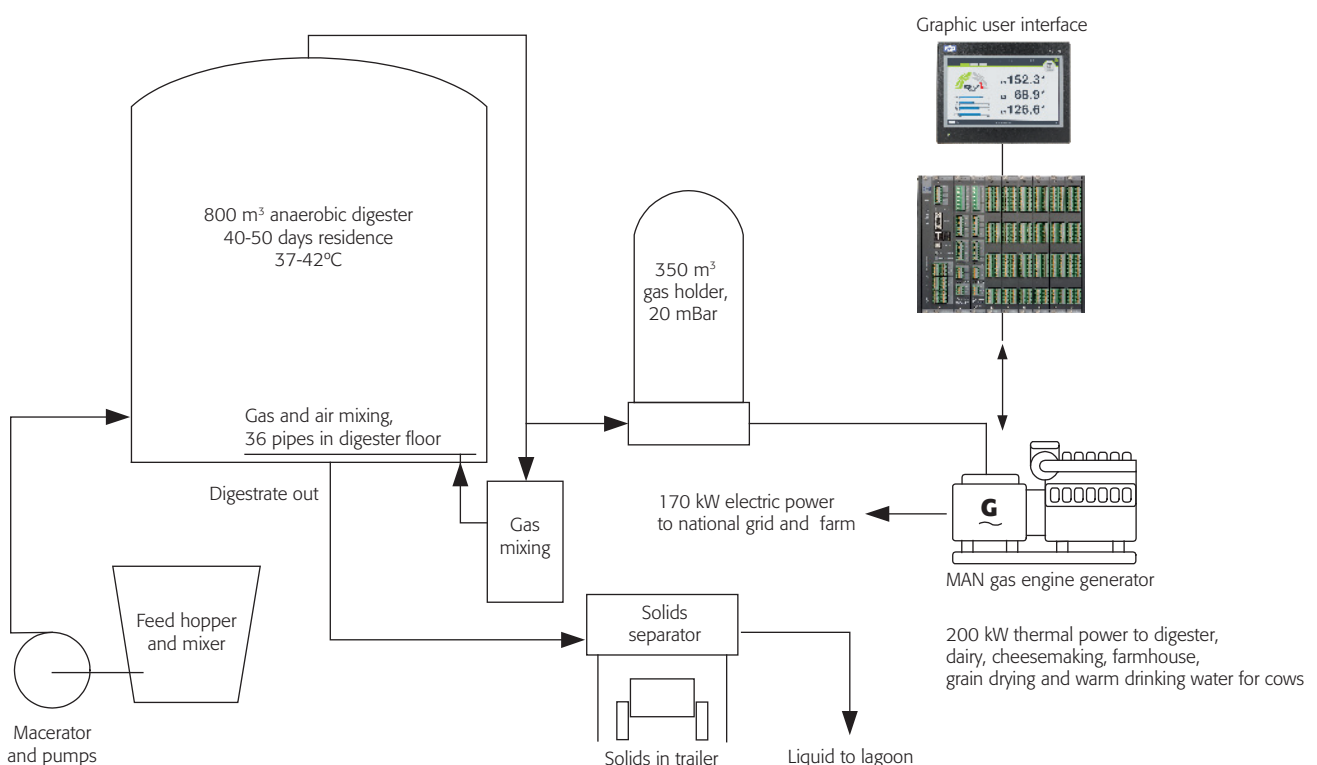 Graphic user interface
152.3
68.9
126.6
800 m³ anaerobic digester
40-50 days residence
37-42ºC
350 m³
gas holder,
20 mBar
Gas and air mixing,
36 pipes in digester floor
Digestrate out
Gas
mixing
170 kW electric power
to national grid and farm
G
MAN gas engine generator
Feed hopper
and mixer
Solids
separator
200 kW thermal power to digester,
dairy, cheesemaking, farmhouse,
grain drying and warm drinking water for cows
Macerator
and pumps
Solids in trailer
Liquid to lagoon